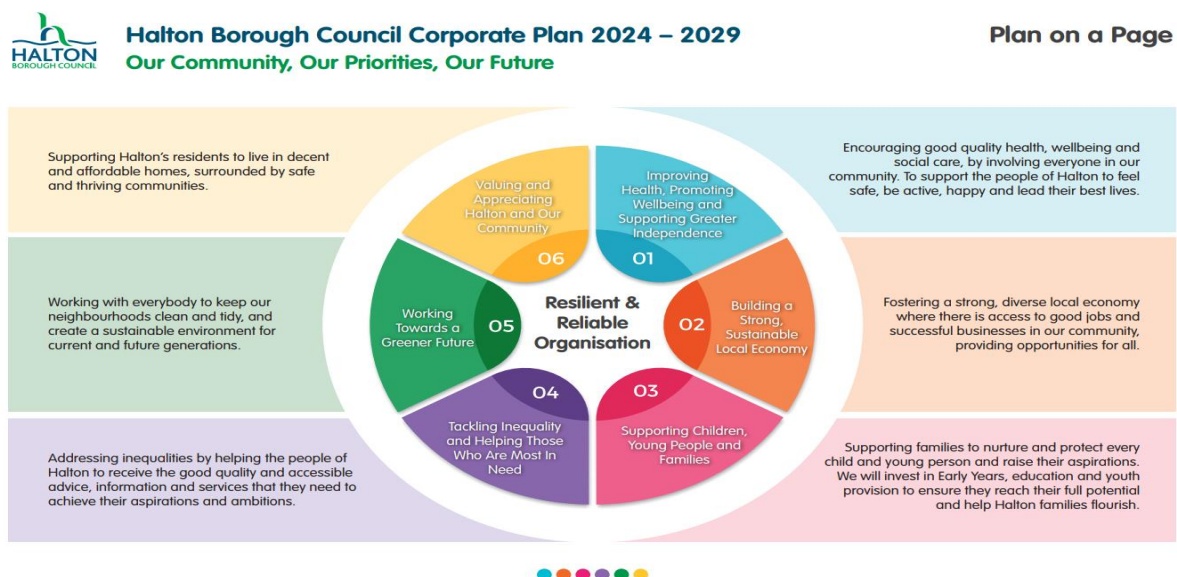 HALTON
BOROUGH COUNCIL
Halton Borough Council Corporate Plan 2024 – 2029
Our Community, Our Priorities, Our Future
Plan on a Page
Supporting Halton’s residents to live in decent
and affordable homes, surrounded by safe
and thriving communities.
Valuing and
Appreciating
Halton and Our
Community
06
Improving
Health, Promoting
Wellbeing and
Supporting Greater
Independence
01
Encouraging good quality health, wellbeing and
social care, by involving everyone in our
community. To support the people of Halton to feel
safe, be active, happy and lead their best lives.
Working with everybody to keep our
neighbourhoods clean and tidy, and
create a sustainable environment for
current and future generations.
Working
Towards a
Greener Future
05
Resilient &
Reliable
Organisation
02
Building a
Strong,
Sustainable
Local Economy
Fostering a strong, diverse local economy
where there is access to good jobs and
successful businesses in our community,
providing opportunities for all.
Addressing inequalities by helping the people of
Halton to receive the good quality and accessible
advice, information and services that they need to
achieve their aspirations and ambitions.
04
Tackling Inequality
and Helping Those
Who Are Most In
Need
03
Supporting Children,
Young People and
Families
Supporting families to nurture and protect every
child and young person and raise their aspirations.
We will invest in Early Years, education and youth
provision to ensure they reach their full potential
and help Halton families flourish.